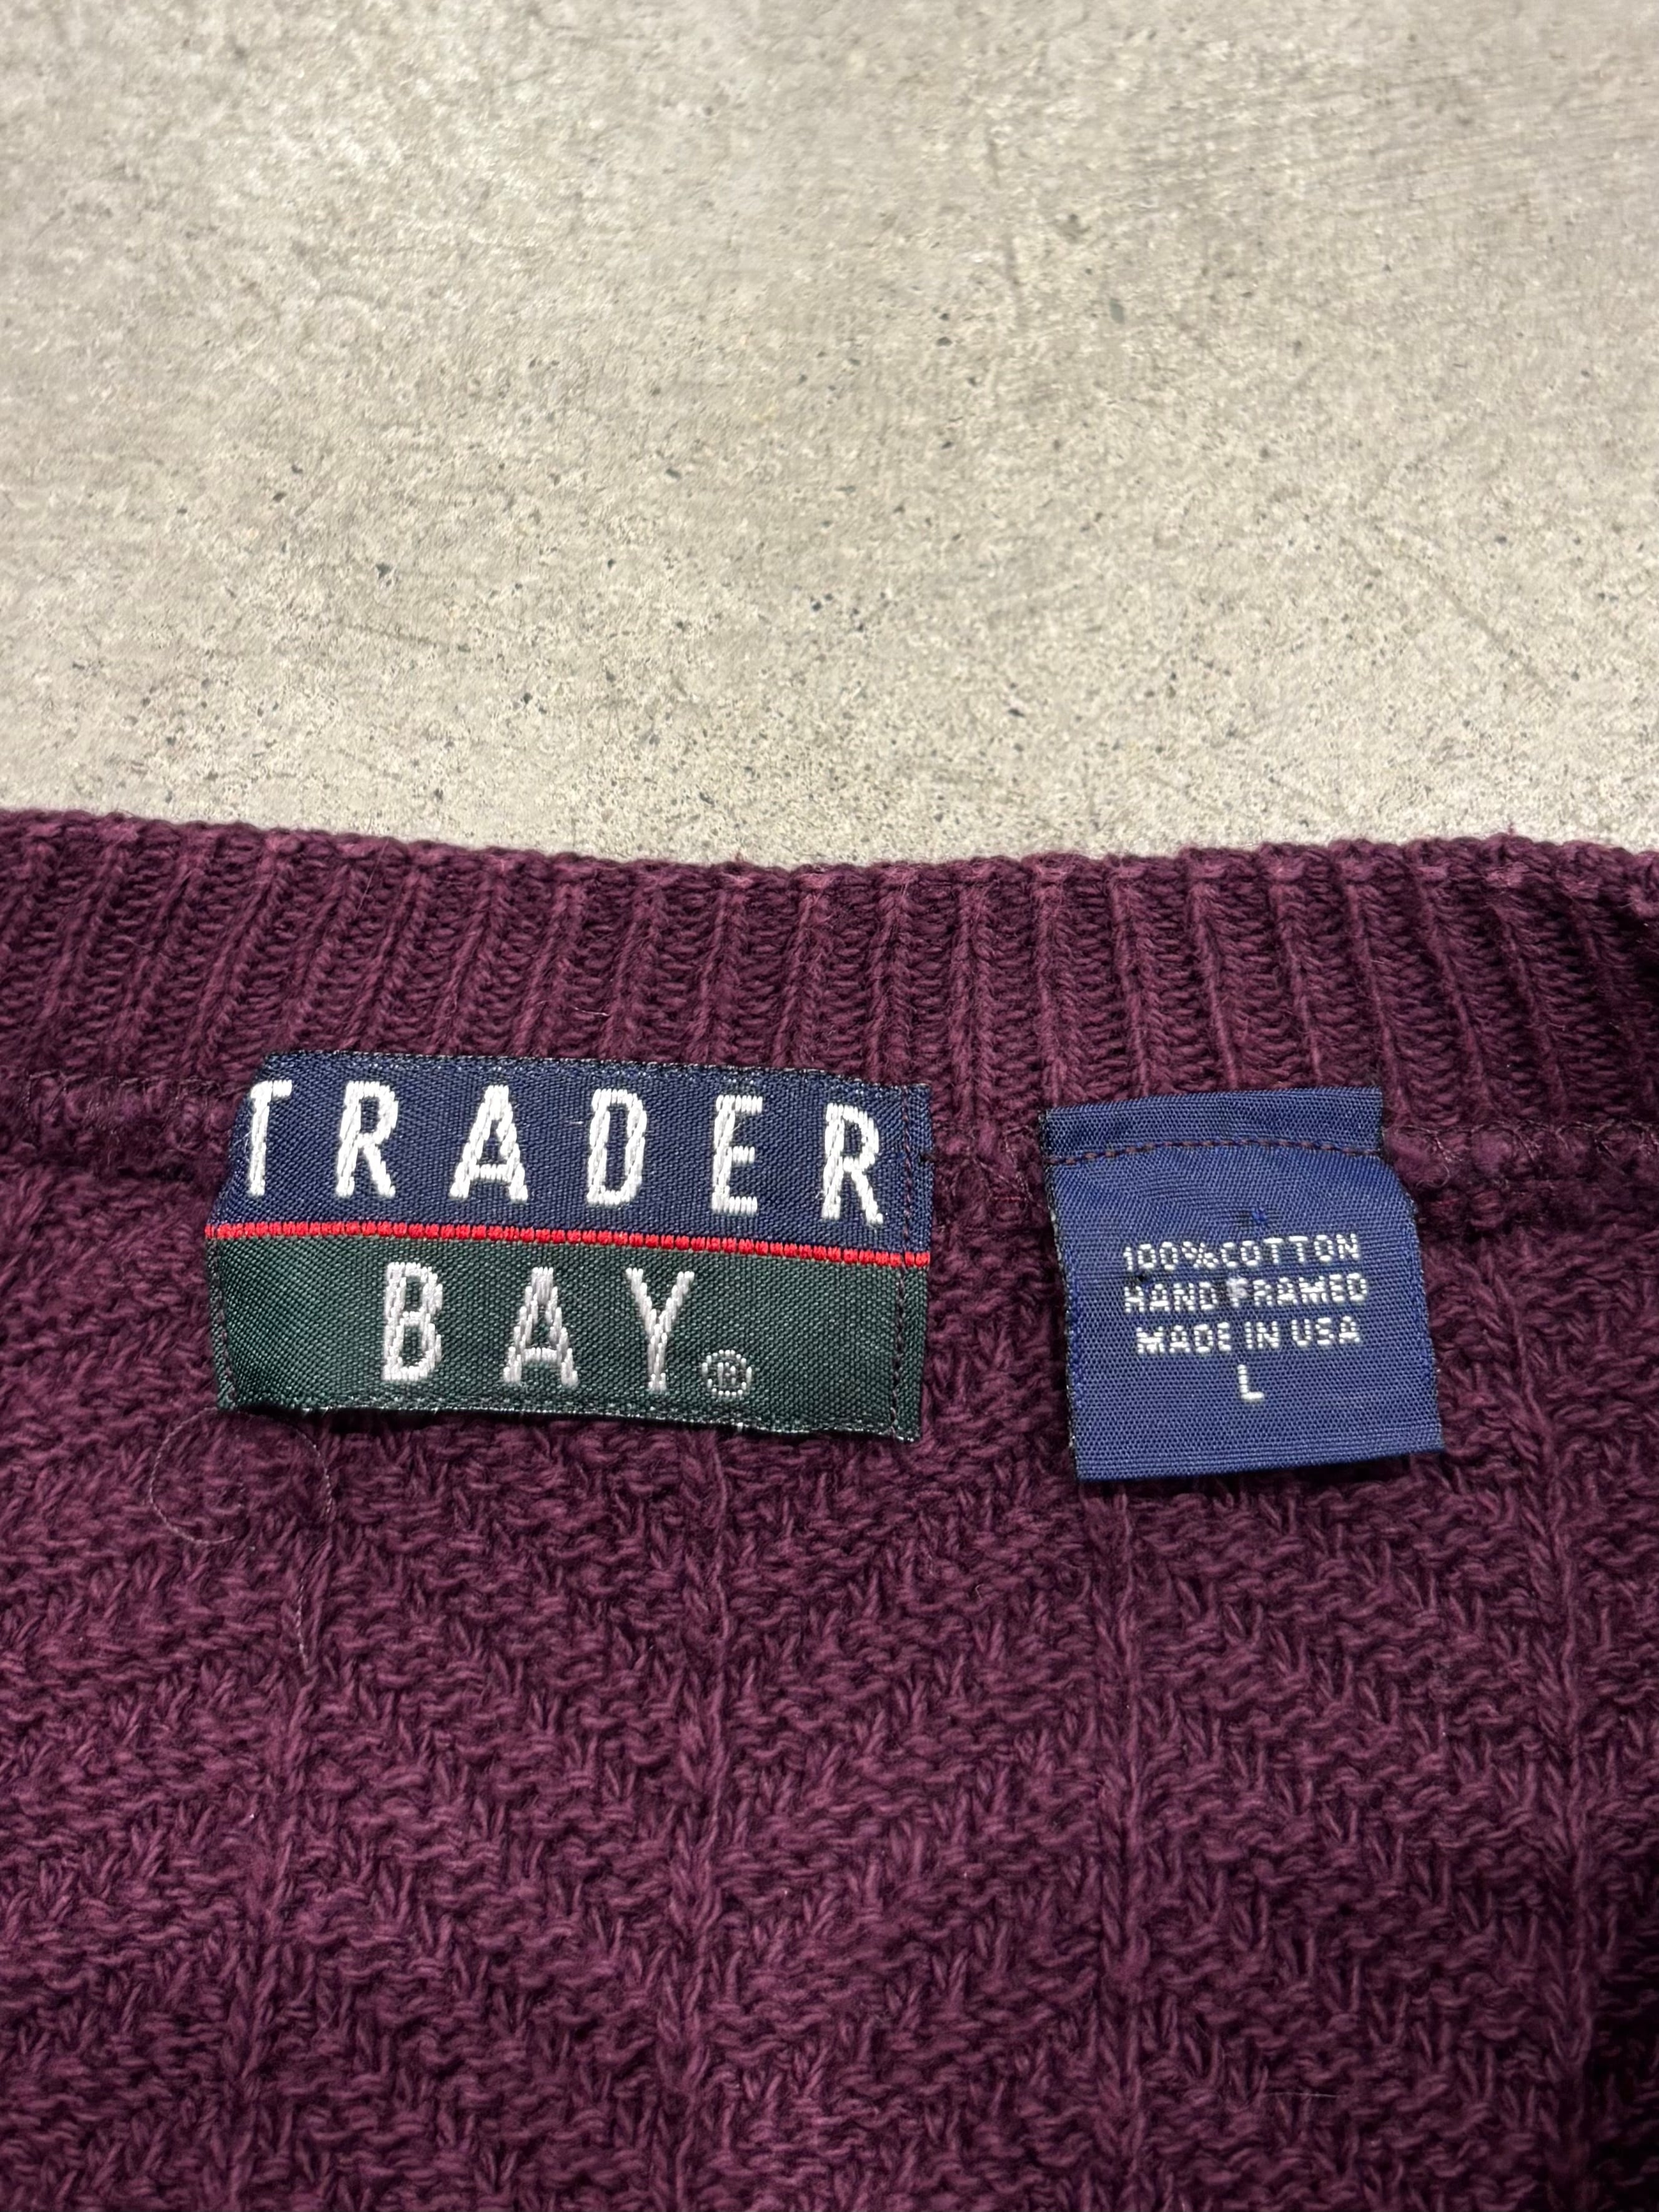 TRADER
BAY®
100%COTTON
HAND FRAMED
MADE IN USA
L